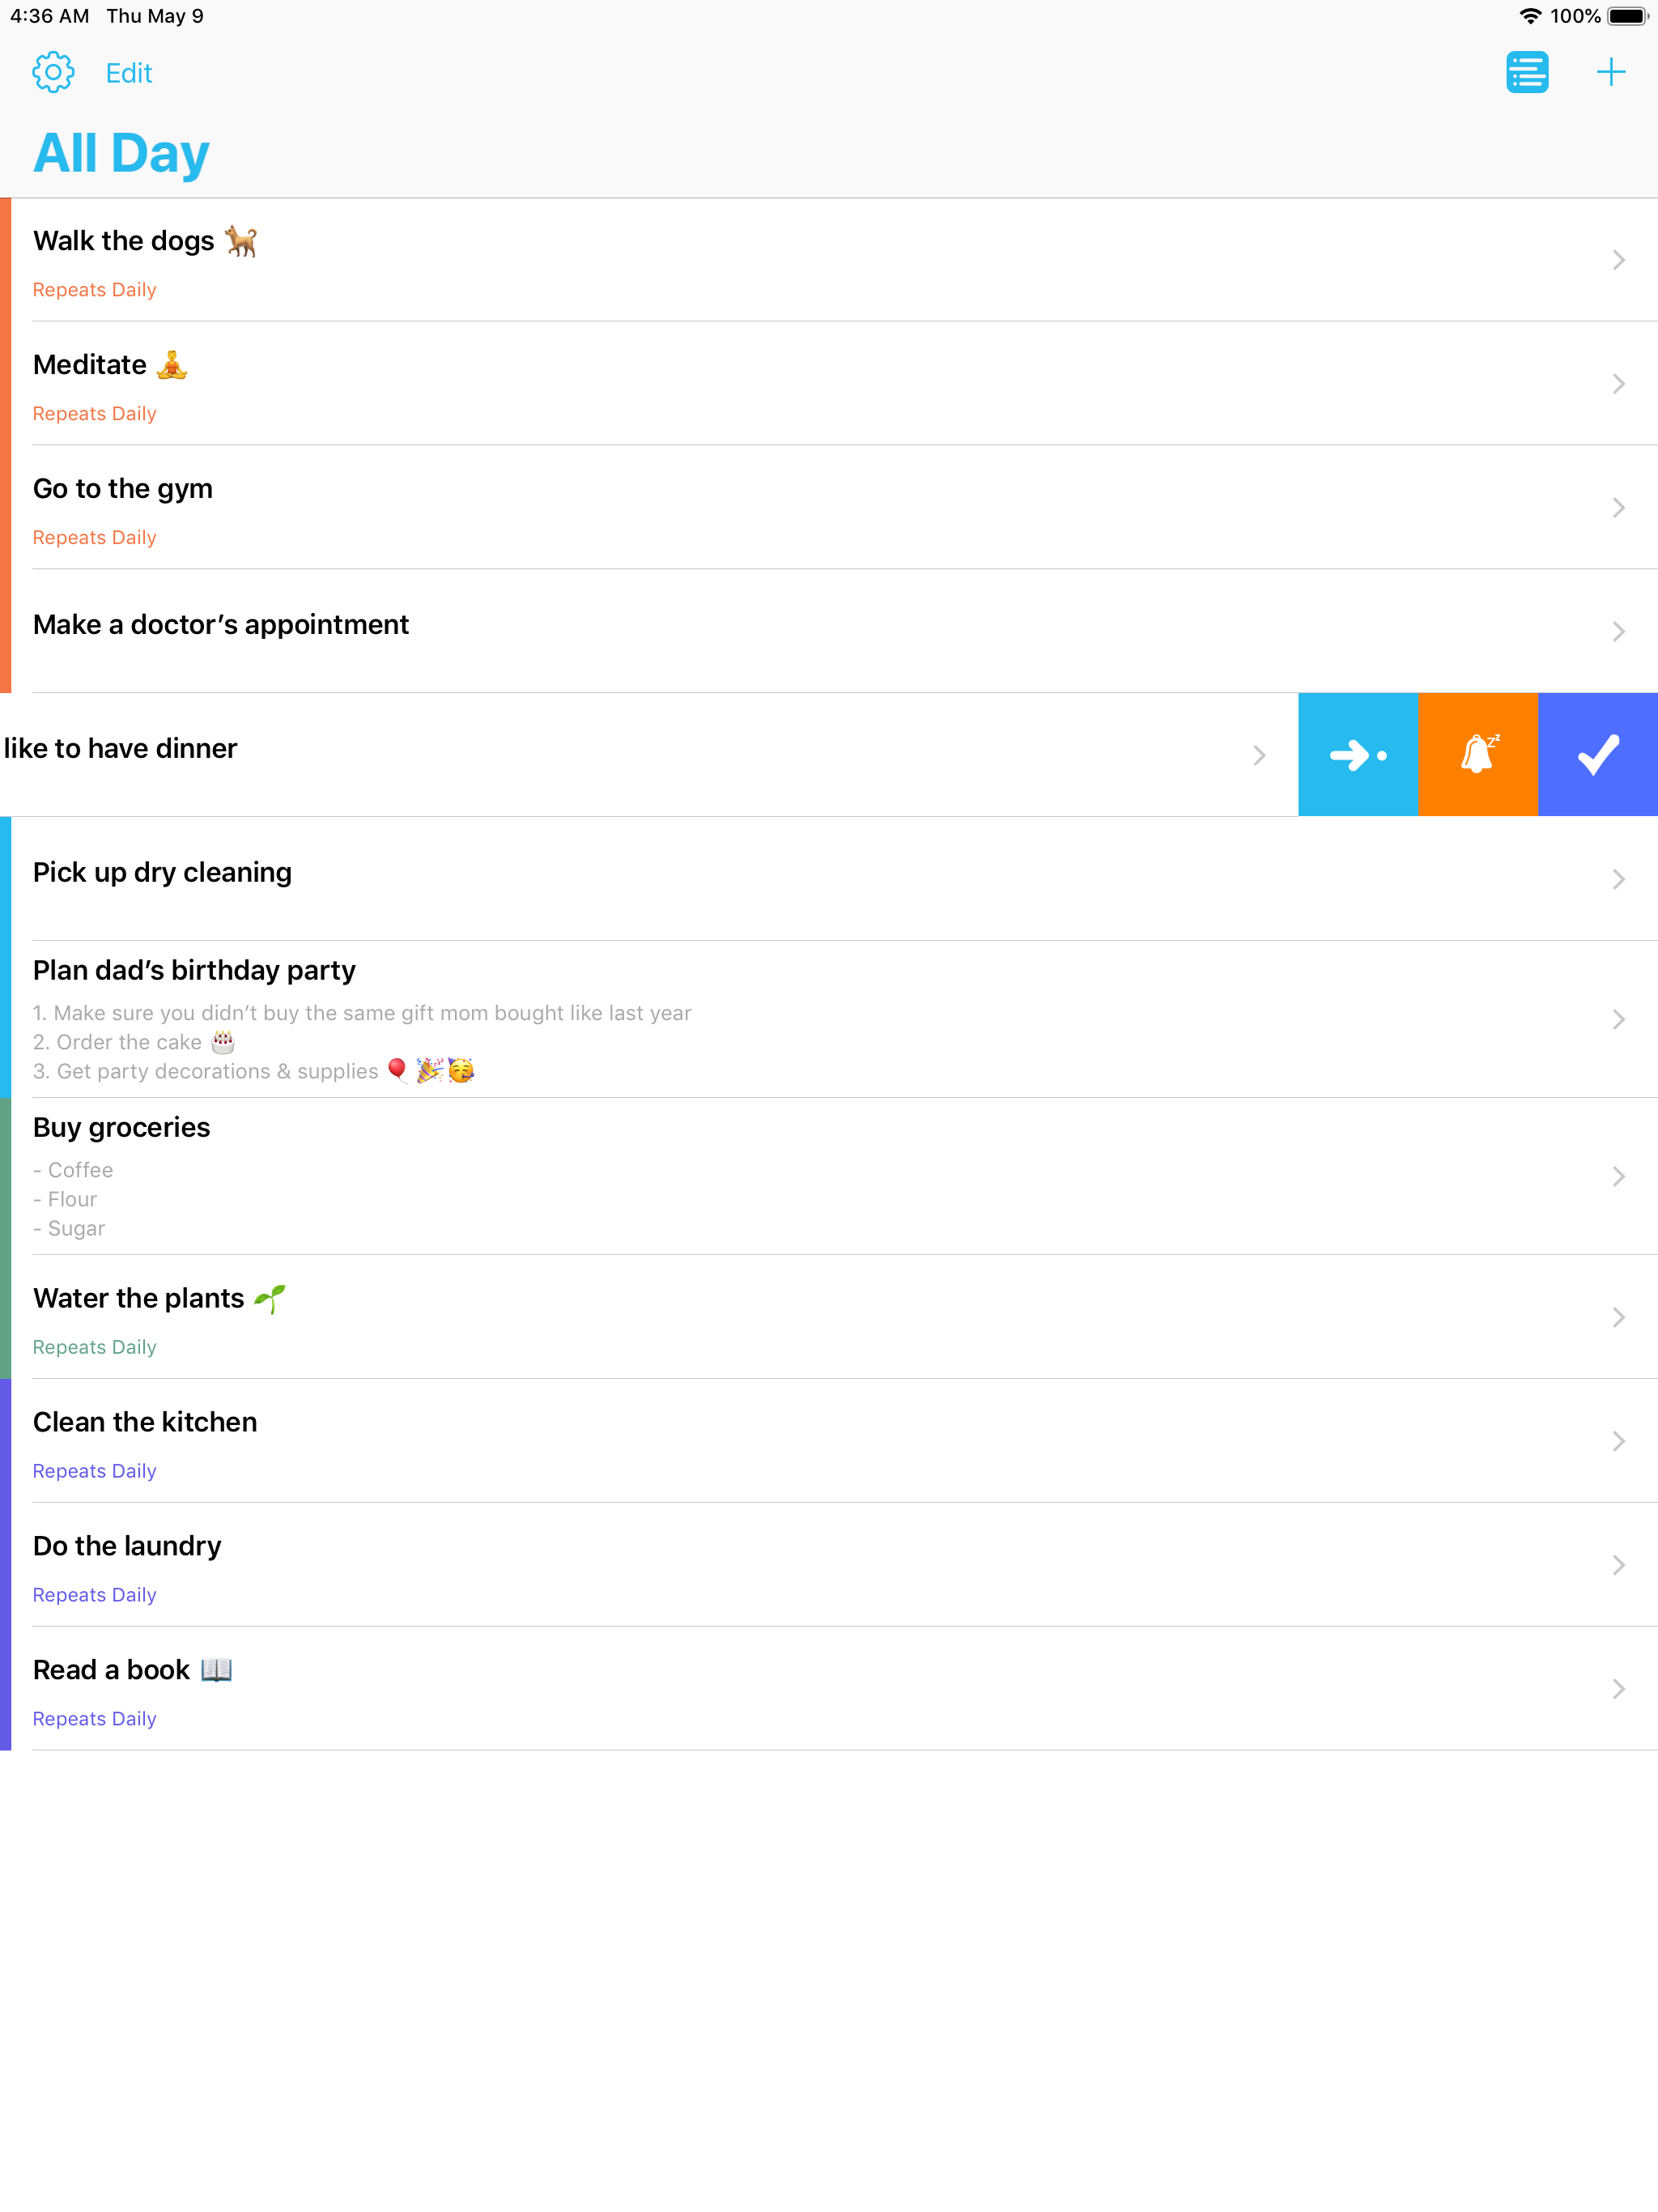 4:36 AM Thu May 9 100%
Edit
All Day
Walk the dogs 🐕
Repeats Daily
Meditate 🧘
Repeats Daily
Go to the gym
Repeats Daily
Make a doctor’s appointment
like to have dinner
Pick up dry cleaning
Plan dad’s birthday party
1. Make sure you didn’t buy the same gift mom bought like last year
2. Order the cake 🎂
3. Get party decorations & supplies 🎈🎉🥳
Buy groceries
- Coffee
- Flour
- Sugar
Water the plants 🌱
Repeats Daily
Clean the kitchen
Repeats Daily
Do the laundry
Repeats Daily
Read a book 📖
Repeats Daily